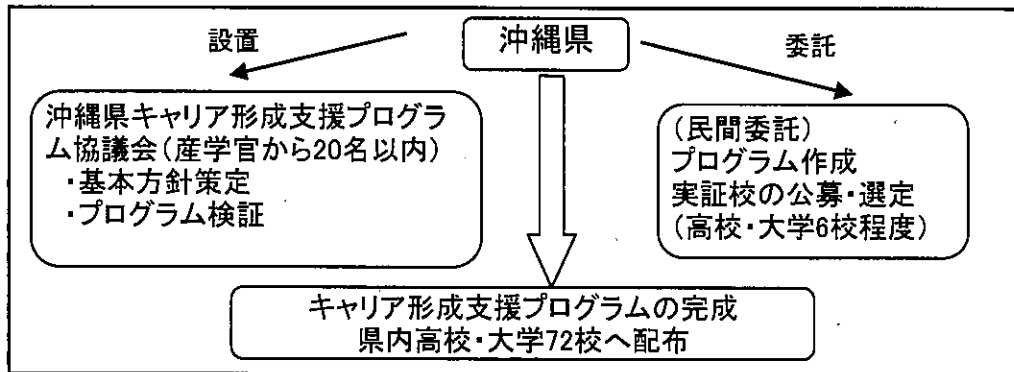 設置
沖縄県
委託
沖縄県キャリア形成支援プログラ
ム協議会(産学官から20名以内)
・基本方針策定
・プログラム検証
(民間委託)
プログラム作成
実証校の公募・選定
(高校・大学6校程度)
キャリア形成支援プログラムの完成
県内高校・大学72校へ配布